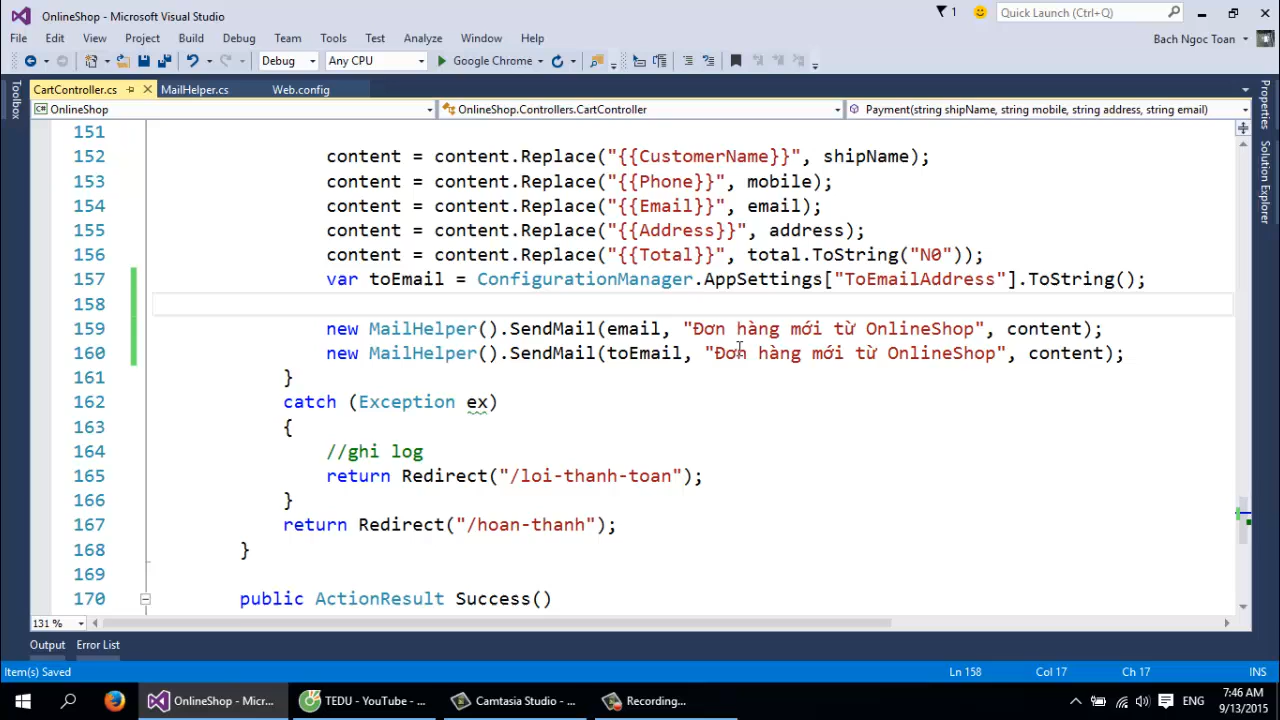 OnlineShop - Microsoft Visual Studio
1
Quick Launch (Ctrl+Q)
File Edit View Project Build Debug Team Tools Test Analyze Window Help
Bach Ngoc Toan
Debug Any CPU Google Chrome
CartController.cs MailHelper.cs Web.config
OnlineShop OnlineShop.Controllers.CartController Payment(string shipName, string mobile, string address, string email)
Toolbox
Properties
Solution Explorer
151
152 content = content.Replace("{{CustomerName}}", shipName);
153 content = content.Replace("{{Phone}}", mobile);
154 content = content.Replace("{{Email}}", email);
155 content = content.Replace("{{Address}}", address);
156 content = content.Replace("{{Total}}", total.ToString("N0"));
157 var toEmail = ConfigurationManager.AppSettings["ToEmailAddress"].ToString();
158
159 new MailHelper().SendMail(email, "Đơn hàng mới từ OnlineShop", content);
160 new MailHelper().SendMail(toEmail, "Đơn hàng mới từ OnlineShop", content);
161 }
162 catch (Exception ex)
163 {
164 //ghi log
165 return Redirect("/loi-thanh-toan");
166 }
167 return Redirect("/hoan-thanh");
168 }
169
170 public ActionResult Success()
131 %
Output Error List
Item(s) Saved Ln 158 Col 17 Ch 17 INS
OnlineShop - Micr... TEDU - YouTube - ... Camtasia Studio - ... Recording... ENG 7:46 AM
9/13/2015